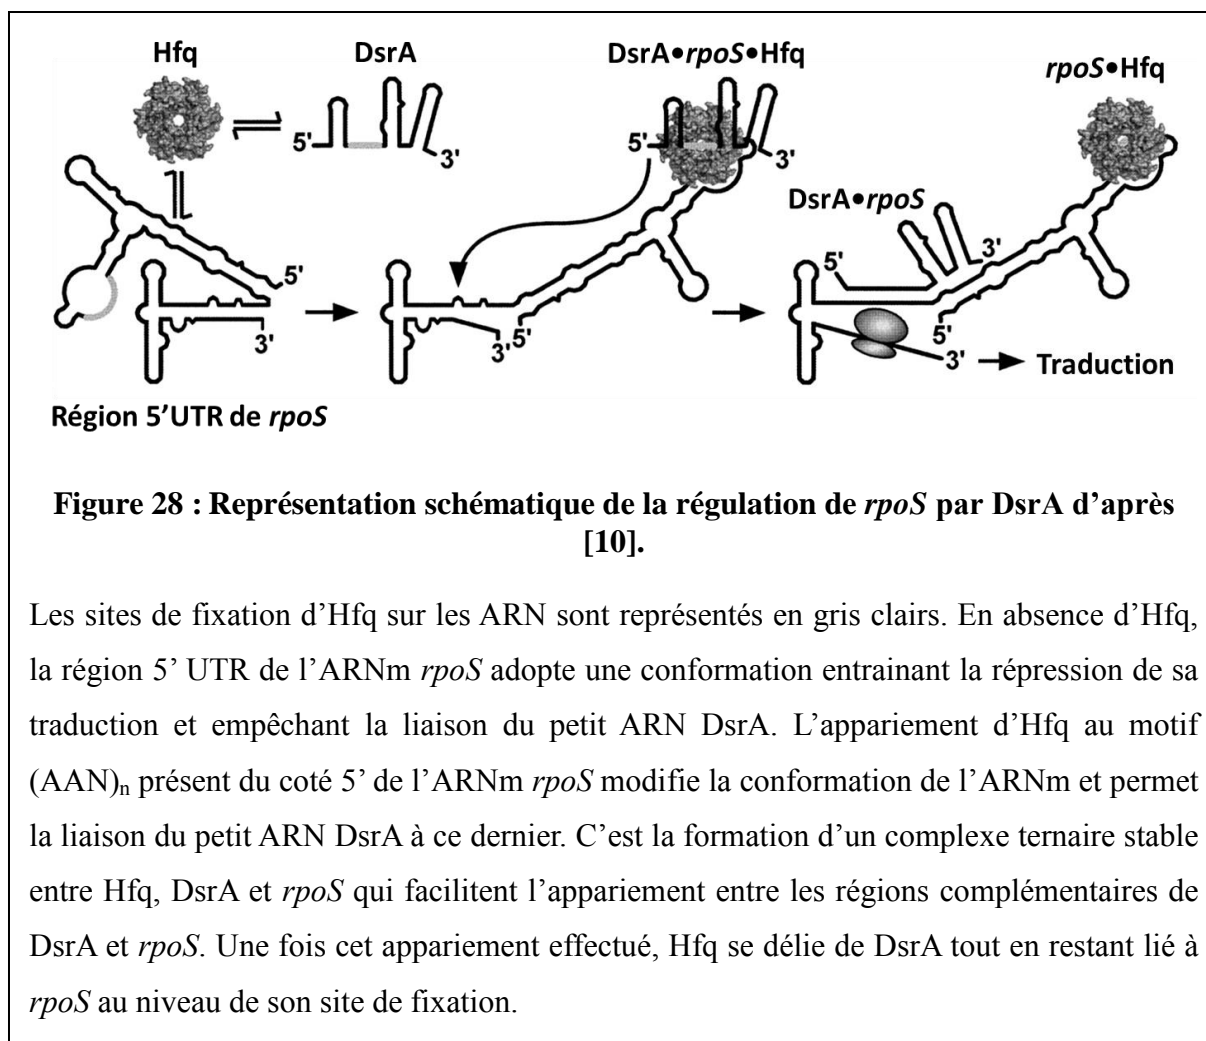 Hfq DsrA DsrA•rpoS•Hfq rpoS•Hfq
5' 3' 5' 3'
DsrA•rpoS
5' 5' 3'
3' 3' 5' 5' 3' Traduction
Région 5’UTR de rpoS
Figure 28 : Représentation schématique de la régulation de rpoS par DsrA d’après
[10].
Les sites de fixation d’Hfq sur les ARN sont représentés en gris clairs. En absence d’Hfq,
la région 5’ UTR de l’ARNm rpoS adopte une conformation entrainant la répression de sa
traduction et empêchant la liaison du petit ARN DsrA. L’appariement d’Hfq au motif
(AAN)n présent du coté 5’ de l’ARNm rpoS modifie la conformation de l’ARNm et permet
la liaison du petit ARN DsrA à ce dernier. C’est la formation d’un complexe ternaire stable
entre Hfq, DsrA et rpoS qui facilitent l’appariement entre les régions complémentaires de
DsrA et rpoS. Une fois cet appariement effectué, Hfq se délie de DsrA tout en restant lié à
rpoS au niveau de son site de fixation.